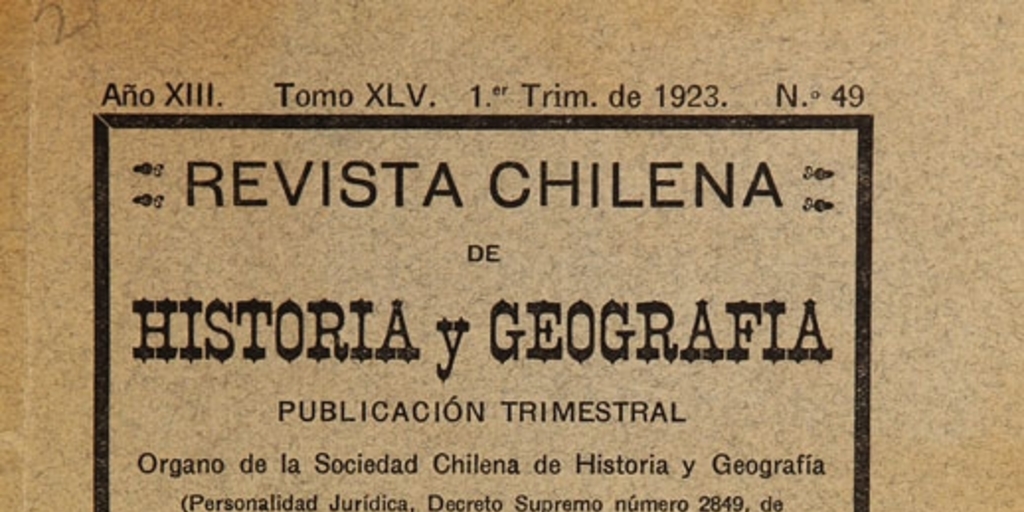 2
Año XIII. Tomo XLV. 1.er Trim. de 1923. N.º 49
REVISTA CHILENA
DE
HISTORIA y GEOGRAFIA
PUBLICACIÓN TRIMESTRAL
Organo de la Sociedad Chilena de Historia y Geografía
(Personalidad Jurídica, Decreto Supremo número 2849, de